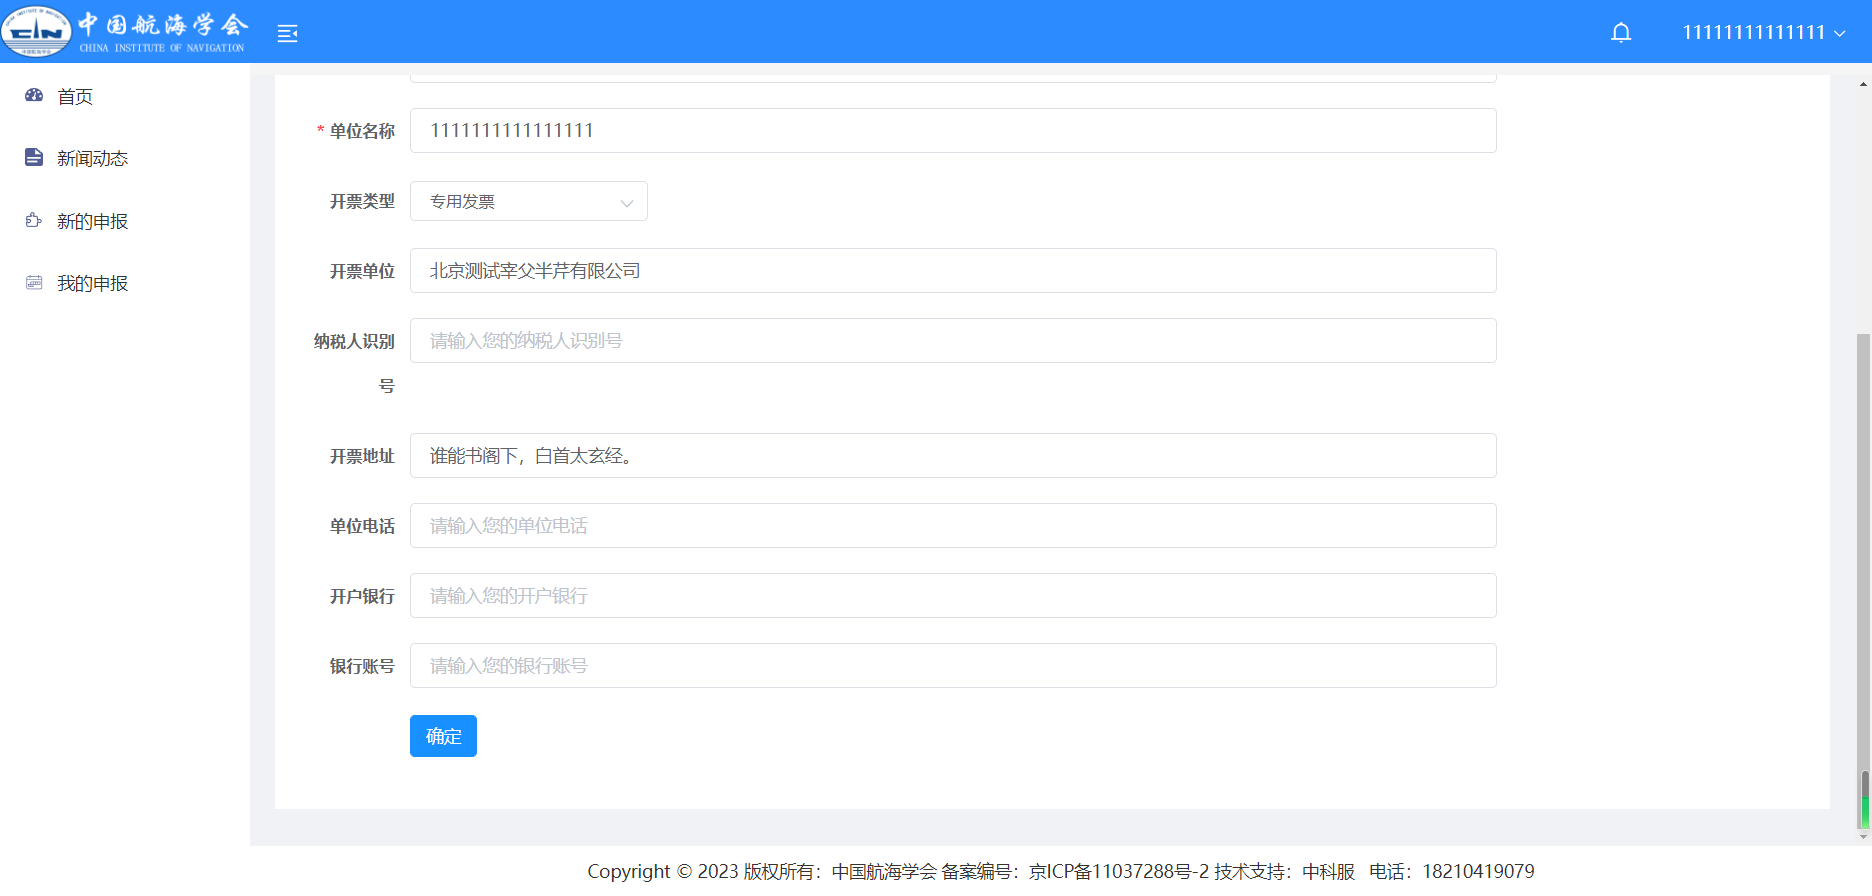 中国航海学会
CHINA INSTITUTE OF NAVIGATION
11111111111111
首页
新闻动态
新的申报
我的申报
* 单位名称 1111111111111111
开票类型 专用发票
开票单位 北京测试宰父半芹有限公司
纳税人识别号 请输入您的纳税人识别号
开票地址 谁能书阁下，白首太玄经。
单位电话 请输入您的单位电话
开户银行 请输入您的开户银行
银行账号 请输入您的银行账号
确定
Copyright © 2023 版权所有：中国航海学会 备案编号：京ICP备11037288号-2 技术支持：中科服 电话：18210419079